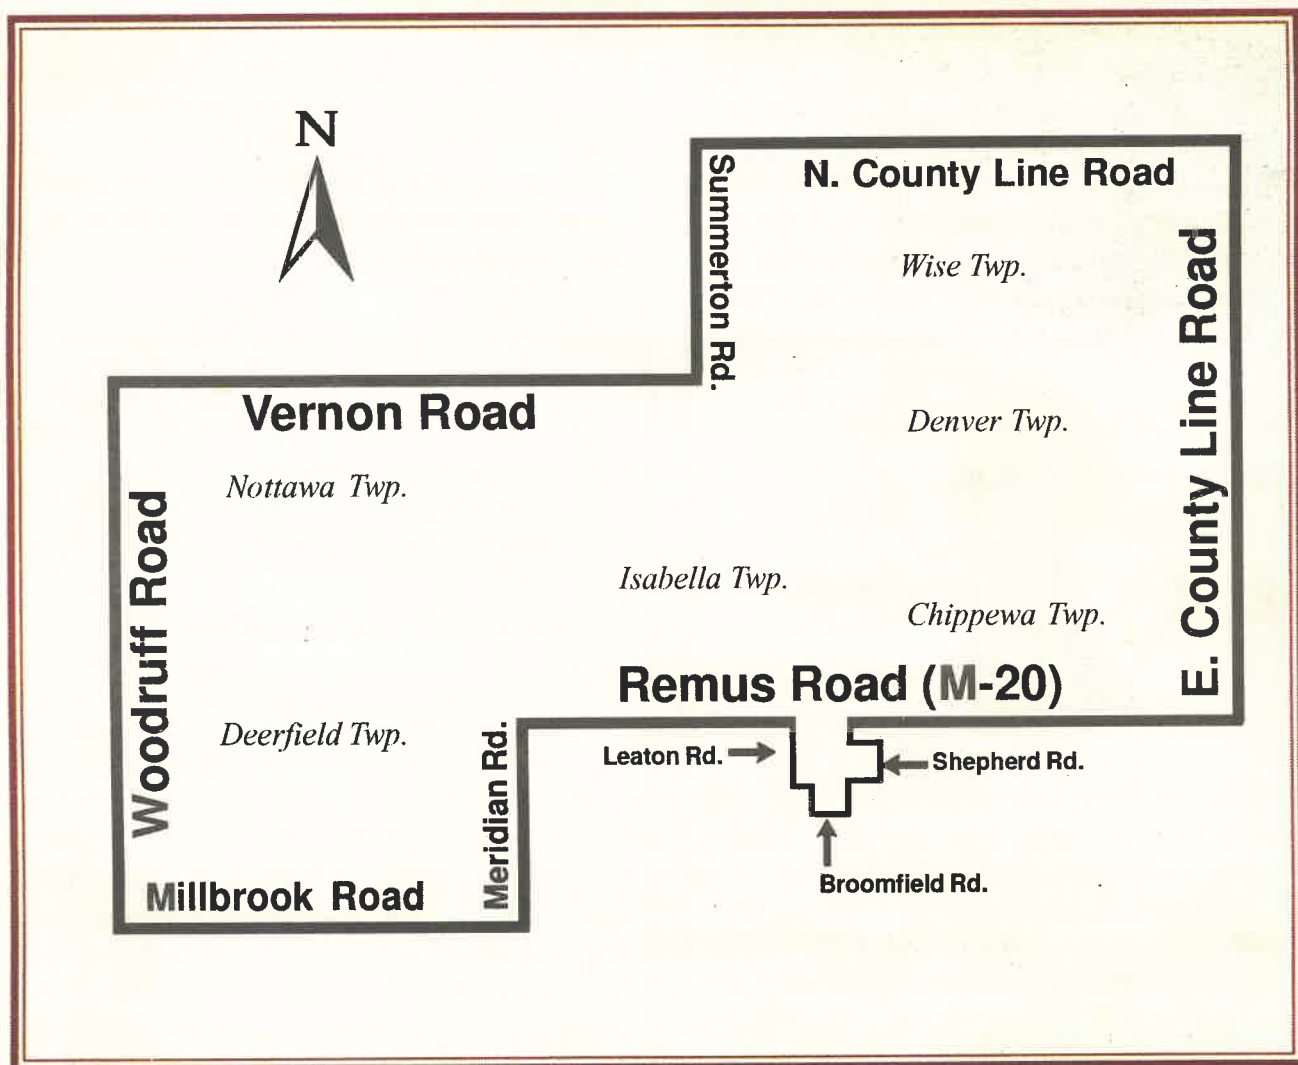 N
N. County Line Road
Summerton Rd.
Wise Twp.
E. County Line Road
Vernon Road
Denver Twp.
Nottawa Twp.
Woodruff Road
Isabella Twp.
Chippewa Twp.
Remus Road (M-20)
Deerfield Twp.
Meridian Rd.
Leaton Rd.
Shepherd Rd.
Millbrook Road
Broomfield Rd.